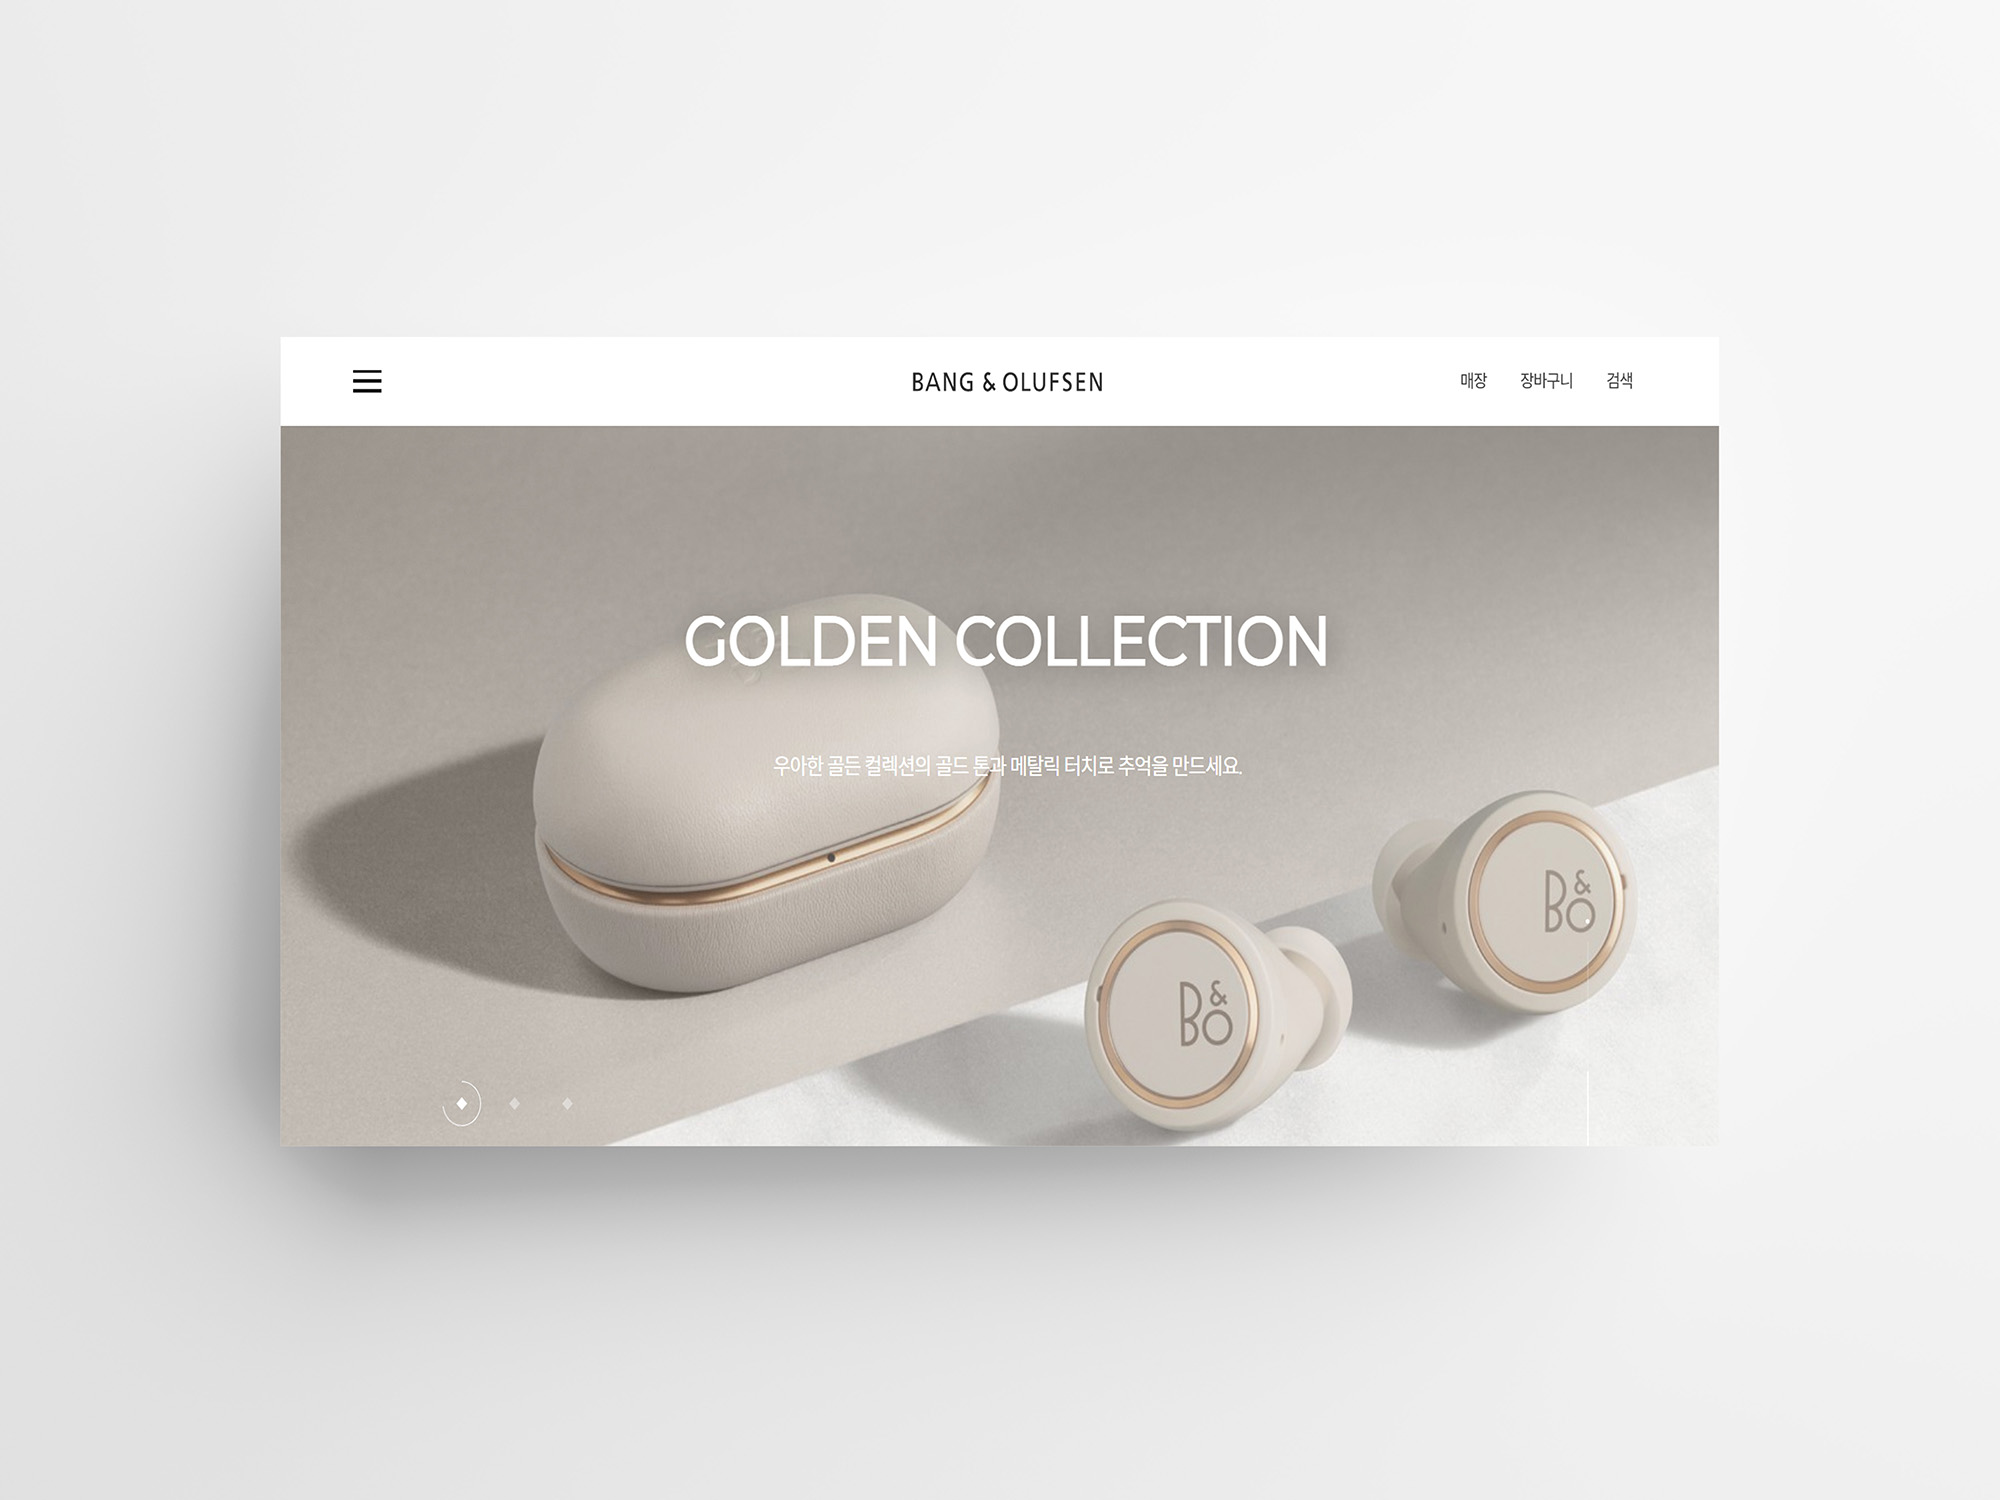 BANG & OLUFSEN
매장 장바구니 검색
GOLDEN COLLECTION
우아한 골든 컬렉션의 골드 톤과 메탈릭 터치로 추억을 만드세요.
B&O
B&O